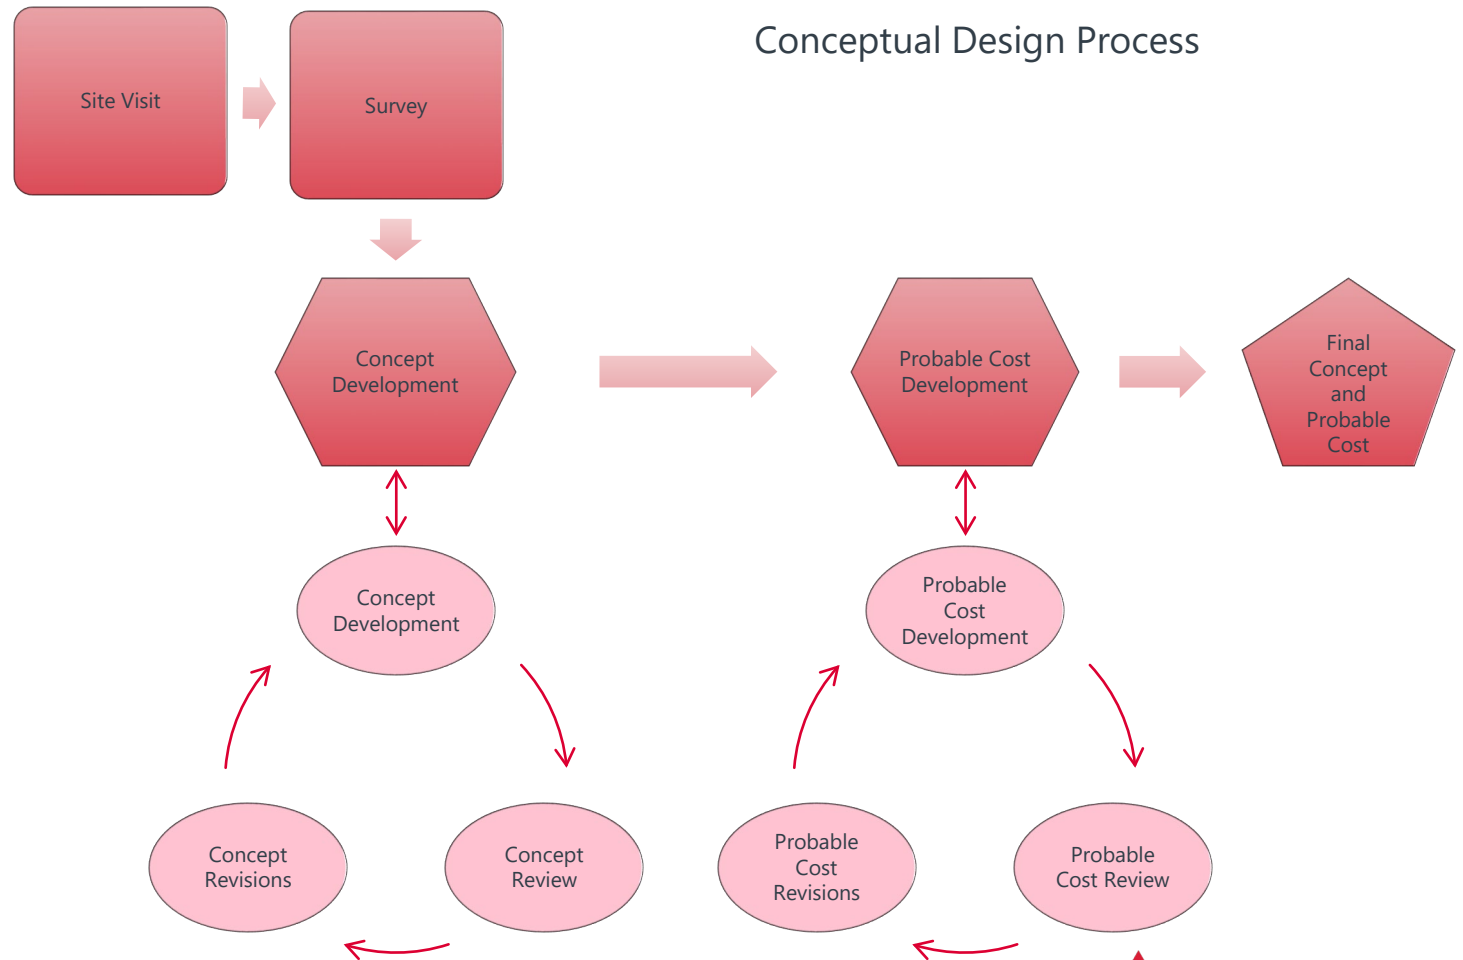 Conceptual Design Process
Site Visit
Survey
Concept
Development
Probable Cost
Development
Final
Concept
and
Probable
Cost
Concept
Development
Probable
Cost
Development
Concept
Revisions
Concept
Review
Probable
Cost
Revisions
Probable
Cost Review